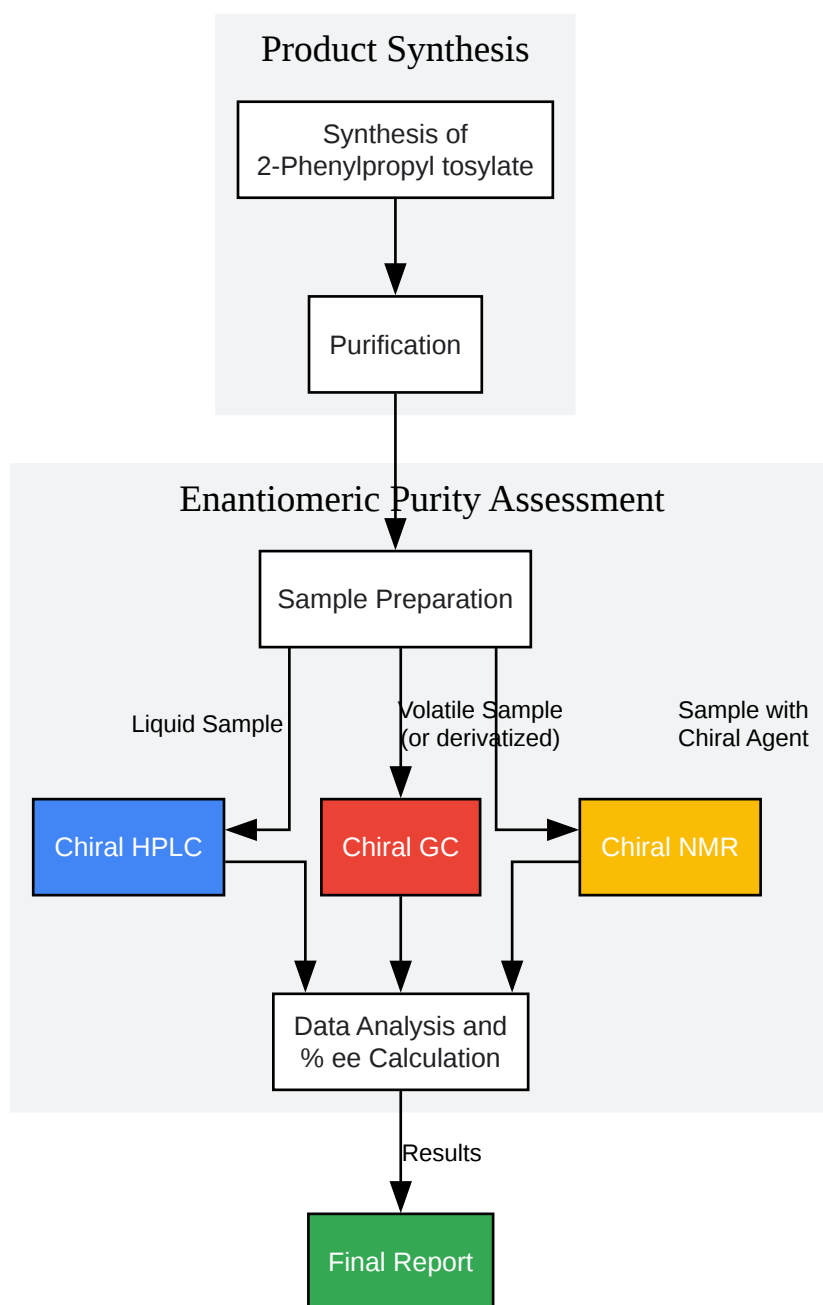 Product Synthesis
Synthesis of
2-Phenylpropyl tosylate
Purification
Enantiomeric Purity Assessment
Sample Preparation
Liquid Sample
Volatile Sample
(or derivatized)
Sample with
Chiral Agent
Chiral HPLC
Chiral GC
Chiral NMR
Data Analysis and
% ee Calculation
Results
Final Report